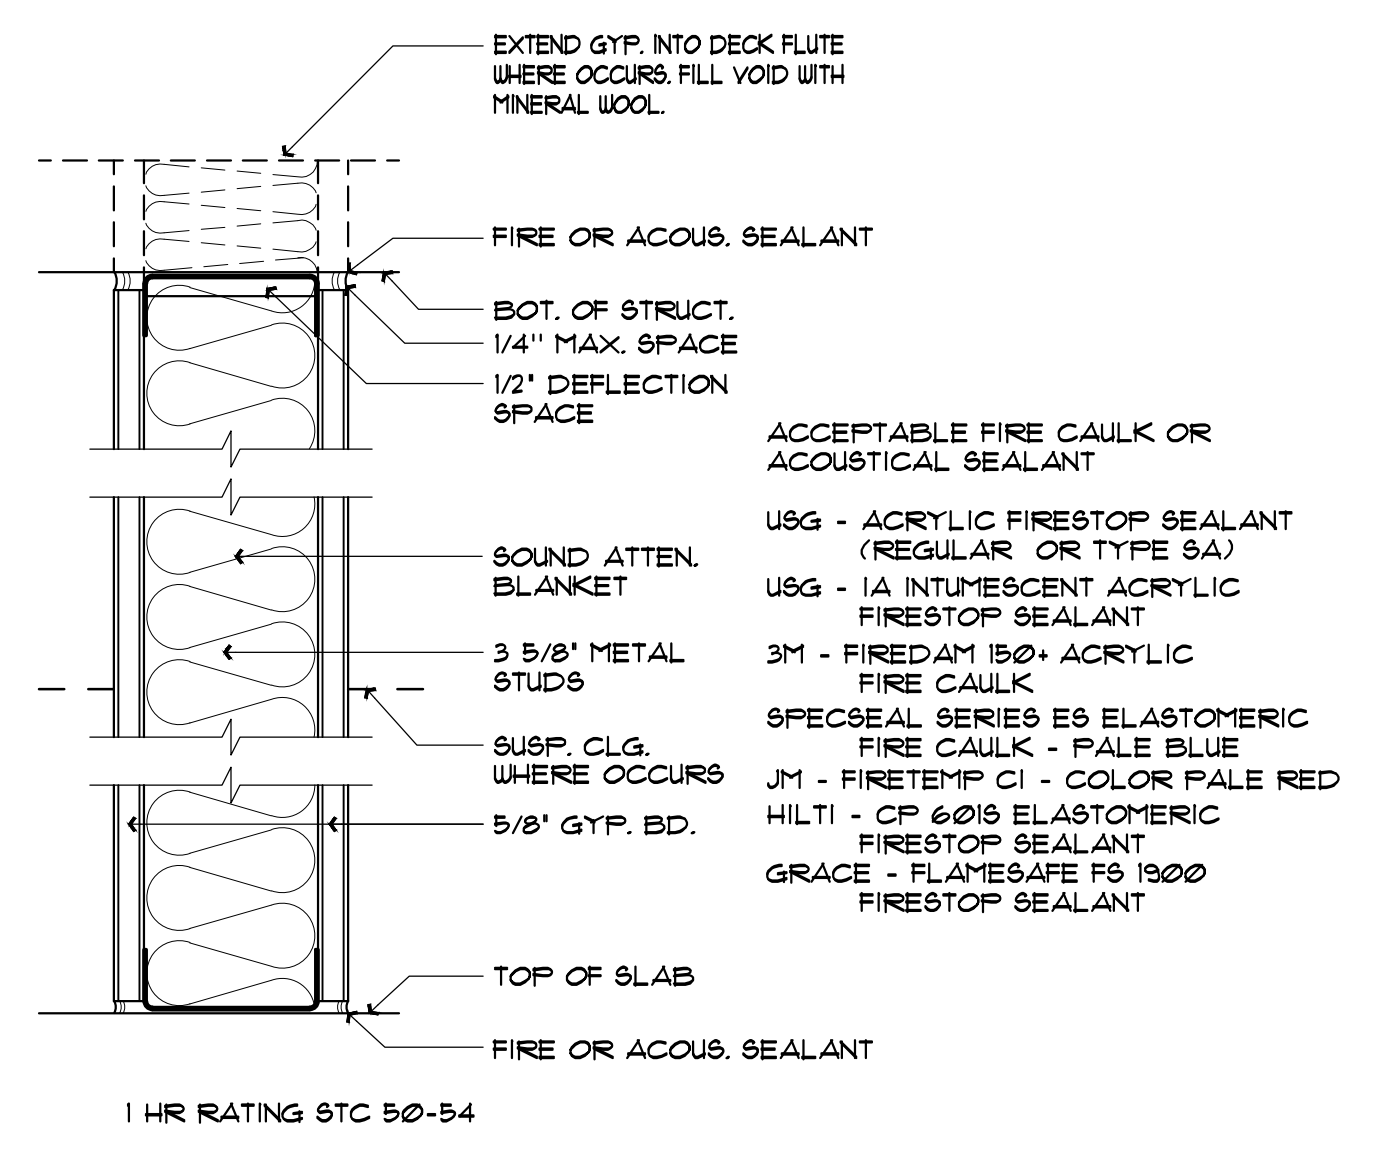 EXTEND GYP. INTO DECK FLUTE
WHERE OCCURS. FILL VOID WITH
MINERAL WOOL.
FIRE OR ACOUS. SEALANT
BOT. OF STRUCT.
1/4'' MAX. SPACE
1/2" DEFLECTION
SPACE
ACCEPTABLE FIRE CAULK OR
ACOUSTICAL SEALANT
USG - ACRYLIC FIRESTOP SEALANT
(REGULAR OR TYPE SA)
USG - IA INTUMESCENT ACRYLIC
FIRESTOP SEALANT
3M - FIREDAM 150+ ACRYLIC
FIRE CAULK
SPECSEAL SERIES ES ELASTOMERIC
FIRE CAULK - PALE BLUE
JM - FIRETEMP CI - COLOR PALE RED
HILTI - CP 601S ELASTOMERIC
FIRESTOP SEALANT
GRACE - FLAMESAFE FS 1900
FIRESTOP SEALANT
SOUND ATTEN.
BLANKET
3 5/8" METAL
STUDS
SUSP. CLG.
WHERE OCCURS
5/8" GYP. BD.
TOP OF SLAB
FIRE OR ACOUS. SEALANT
1 HR RATING STC 50-54